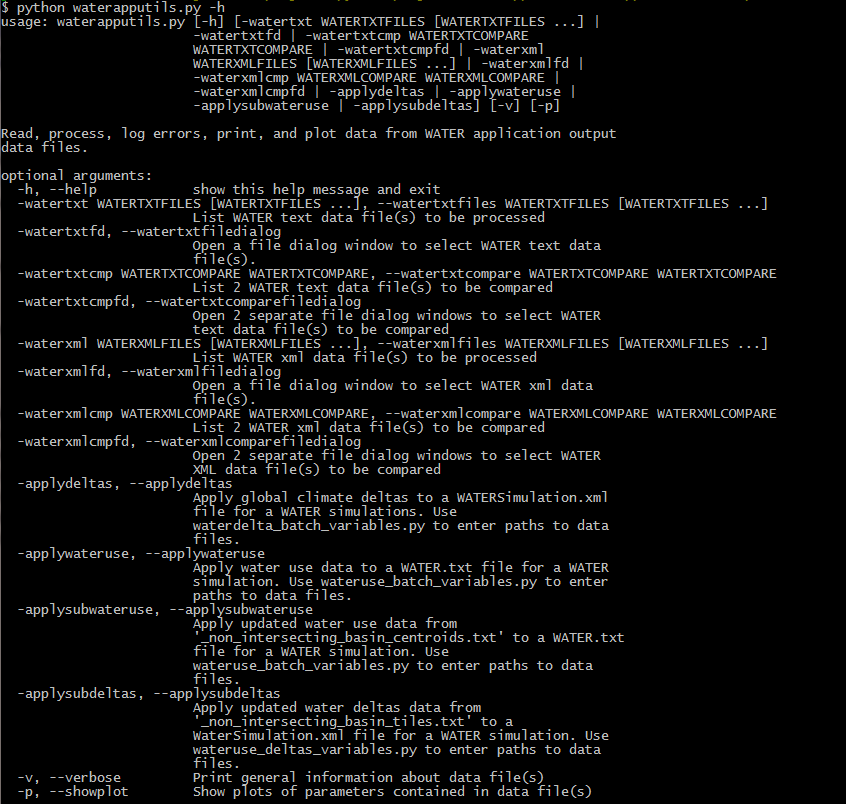 $ python waterapputils.py -h
usage: waterapputils.py [-h] [-watertxt WATERTXTFILES [WATERTXTFILES ...] |
                        -watertxtfd | -watertxtcmp WATERTXTCOMPARE
                        WATERTXTCOMPARE | -watertxtcmpfd | -waterxml
                        WATERXMLFILES [WATERXMLFILES ...] | -waterxmlfd |
                        -waterxmlcmp WATERXMLCOMPARE WATERXMLCOMPARE |
                        -waterxmlcmpfd | -applydeltas | -applywateruse |
                        -applysubwateruse | -applysubdeltas] [-v] [-p]

Read, process, log errors, print, and plot data from WATER application output
data files.

optional arguments:
  -h, --help            show this help message and exit
  -watertxt WATERTXTFILES [WATERTXTFILES ...], --watertxtfiles WATERTXTFILES [WATERTXTFILES ...]
                        List WATER text data file(s) to be processed
  -watertxtfd, --watertxtfiledialog
                        Open a file dialog window to select WATER text data
                        file(s).
  -watertxtcmp WATERTXTCOMPARE WATERTXTCOMPARE, --watertxtcompare WATERTXTCOMPARE WATERTXTCOMPARE
                        List 2 WATER text data file(s) to be compared
  -watertxtcmpfd, --watertxtcomparefiledialog
                        Open 2 separate file dialog windows to select WATER
                        text data file(s) to be compared
  -waterxml WATERXMLFILES [WATERXMLFILES ...], --waterxmlfiles WATERXMLFILES [WATERXMLFILES ...]
                        List WATER xml data file(s) to be processed
  -waterxmlfd, --waterxmlfiledialog
                        Open a file dialog window to select WATER xml data
                        file(s).
  -waterxmlcmp WATERXMLCOMPARE WATERXMLCOMPARE, --waterxmlcompare WATERXMLCOMPARE WATERXMLCOMPARE
                        List 2 WATER xml data file(s) to be compared
  -waterxmlcmpfd, --waterxmlcomparefiledialog
                        Open 2 separate file dialog windows to select WATER
                        XML data file(s) to be compared
  -applydeltas, --applydeltas
                        Apply global climate deltas to a WATERSimulation.xml
                        file for a WATER simulations. Use
                        waterdelta_batch_variables.py to enter paths to data
                        files.
  -applywateruse, --applywateruse
                        Apply water use data to a WATER.txt file for a WATER
                        simulation. Use wateruse_batch_variables.py to enter
                        paths to data files.
  -applysubwateruse, --applysubwateruse
                        Apply updated water use data from
                        '_non_intersecting_basin_centroids.txt' to a WATER.txt
                        file for a WATER simulation. Use
                        wateruse_batch_variables.py to enter paths to data
                        files.
  -applysubdeltas, --applysubdeltas
                        Apply updated water deltas data from
                        '_non_intersecting_basin_tiles.txt' to a
                        WaterSimulation.xml file for a WATER simulation. Use
                        wateruse_deltas_variables.py to enter paths to data
                        files.
  -v, --verbose         Print general information about data file(s)
  -p, --showplot        Show plots of parameters contained in data file(s)